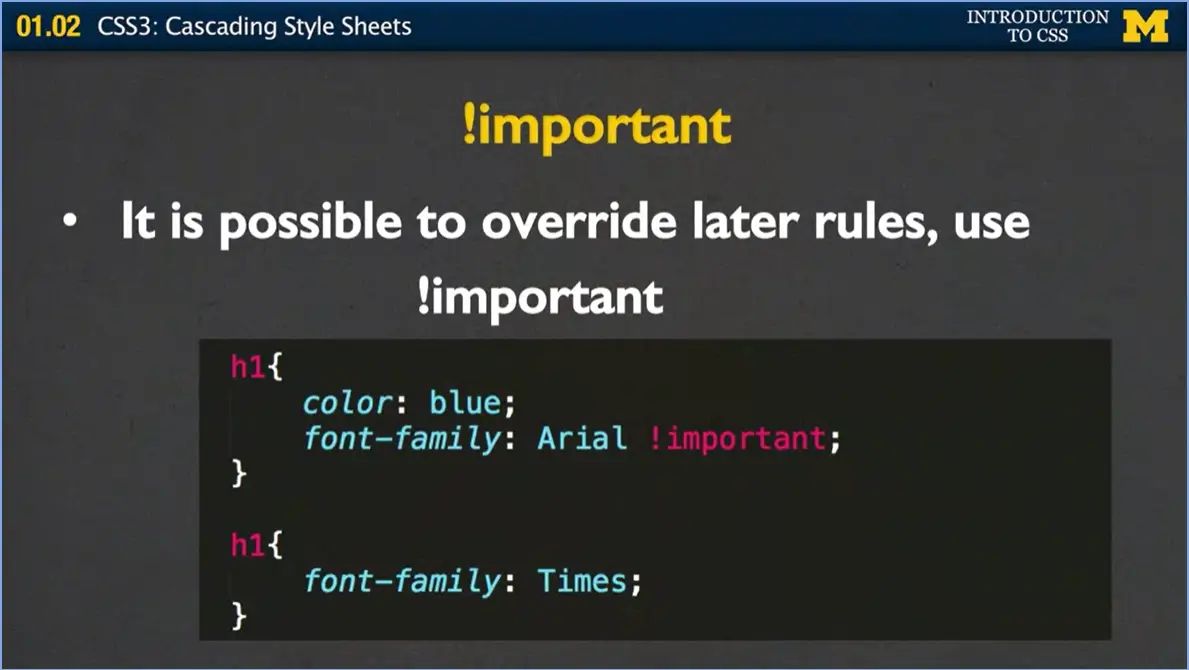 01.02 CSS3: Cascading Style Sheets
INTRODUCTION
TO CSS
M
!important
• It is possible to override later rules, use
!important
h1{
color: blue;
font-family: Arial !important;
}
h1{
font-family: Times;
}